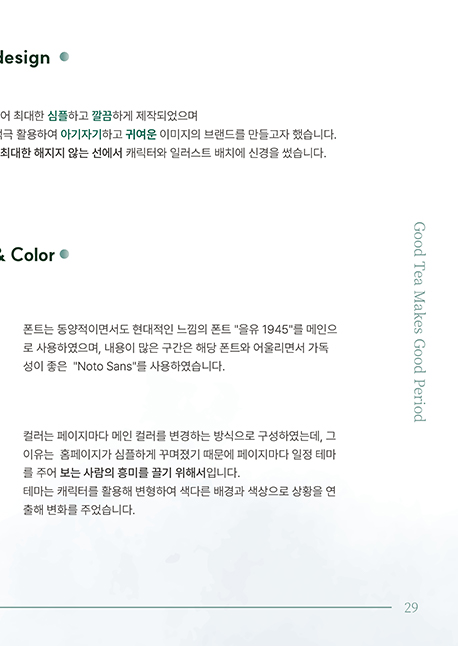 design
어 최대한 심플하고 깔끔하게 제작되었으며
극 활용하여 아기자기하고 귀여운 이미지의 브랜드를 만들고자 했습니다.
최대한 해지지 않는 선에서 캐릭터와 일러스트 배치에 신경을 썼습니다.
& Color
폰트는 동양적이면서도 현대적인 느낌의 폰트 "을유 1945"를 메인으
로 사용하였으며, 내용이 많은 구간은 해당 폰트와 어울리면서 가독
성이 좋은 "Noto Sans"를 사용하였습니다.
컬러는 페이지마다 메인 컬러를 변경하는 방식으로 구성하였는데, 그
이유는 홈페이지가 심플하게 꾸며졌기 때문에 페이지마다 일정 테마
를 주어 보는 사람의 흥미를 끌기 위해서입니다.
테마는 캐릭터를 활용해 변형하여 색다른 배경과 색상으로 상황을 연
출해 변화를 주었습니다.
Good Tea Makes Good Period
29